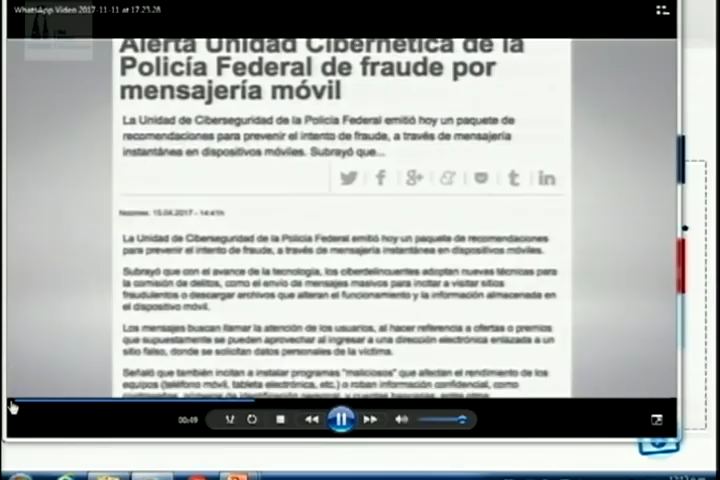 WhatsApp Video 2017-11-11 at 17.23.28
Alerta Unidad Cibernética de la
Policía Federal de fraude por
mensajería móvil
La Unidad de Ciberseguridad de la Policía Federal emitió hoy un paquete de
recomendaciones para prevenir el intento de fraude, a través de mensajería
instantánea en dispositivos móviles. Subrayó que...
15.04.2017 - 14:41h
La Unidad de Ciberseguridad de la Policía Federal emitió hoy un paquete de recomendaciones
para prevenir el intento de fraude, a través de mensajería instantánea en dispositivos móviles.
Subrayó que con el avance de la tecnología, los ciberdelincuentes adoptan nuevas técnicas para
la comisión de delitos, como el envío de mensajes masivos para incitar a visitar sitios
fraudulentos o descargar archivos que alteran el funcionamiento y la información almacenada en
el dispositivo móvil.
Los mensajes buscan llamar la atención de los usuarios, al hacer referencia a ofertas o premios
que supuestamente se pueden aprovechar al ingresar a una dirección electrónica enlazada a un
sitio falso, donde se solicitan datos personales de la víctima.
Señaló que también incitan a instalar programas "maliciosos" que afectan el rendimiento de los
equipos (teléfono móvil, tableta electrónica, etc.) o roban información confidencial, como
00:49